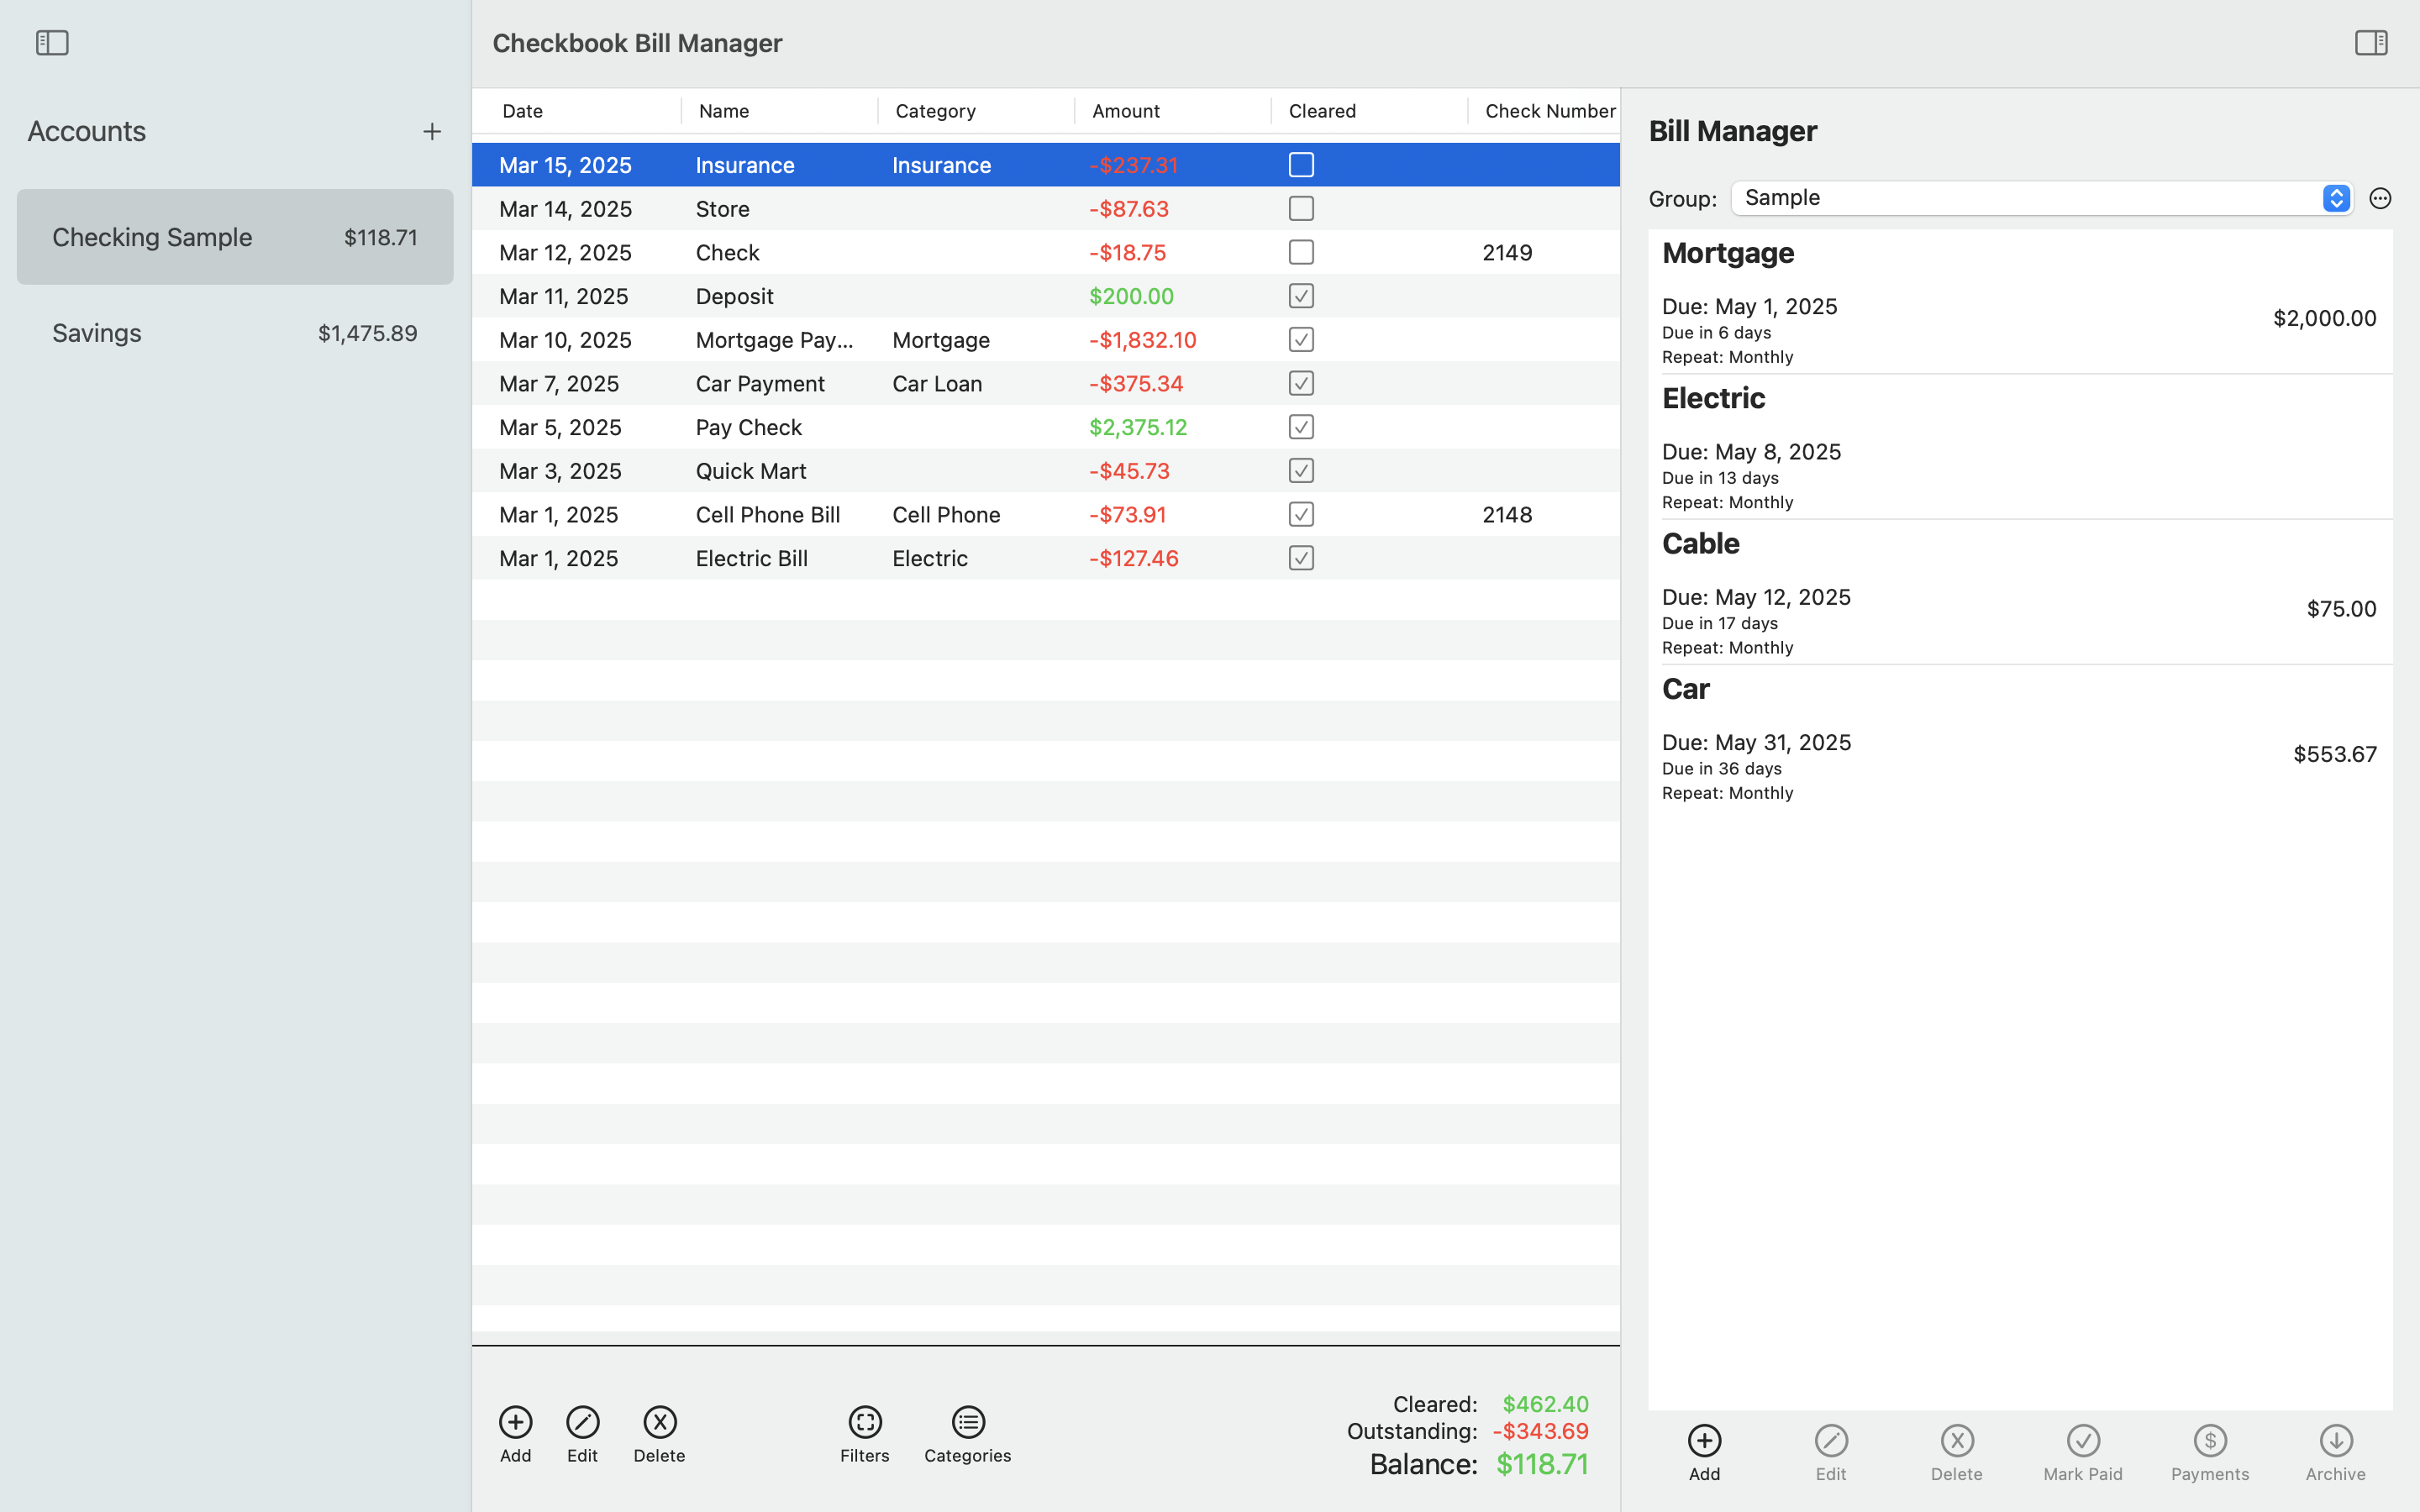 Checkbook Bill Manager
Accounts
Checking Sample $118.71
Savings $1,475.89
Date Name Category Amount Cleared Check Number
Mar 15, 2025 Insurance Insurance -$237.31
Mar 14, 2025 Store -$87.63
Mar 12, 2025 Check -$18.75 2149
Mar 11, 2025 Deposit $200.00
Mar 10, 2025 Mortgage Pay... Mortgage -$1,832.10
Mar 7, 2025 Car Payment Car Loan -$375.34
Mar 5, 2025 Pay Check $2,375.12
Mar 3, 2025 Quick Mart -$45.73
Mar 1, 2025 Cell Phone Bill Cell Phone -$73.91 2148
Mar 1, 2025 Electric Bill Electric -$127.46
Add Edit Delete Filters Categories
Cleared: $462.40
Outstanding: -$343.69
Balance: $118.71
Bill Manager
Group: Sample
Mortgage
Due: May 1, 2025
$2,000.00
Due in 6 days
Repeat: Monthly
Electric
Due: May 8, 2025
Due in 13 days
Repeat: Monthly
Cable
Due: May 12, 2025
$75.00
Due in 17 days
Repeat: Monthly
Car
Due: May 31, 2025
$553.67
Due in 36 days
Repeat: Monthly
Add Edit Delete Mark Paid Payments Archive